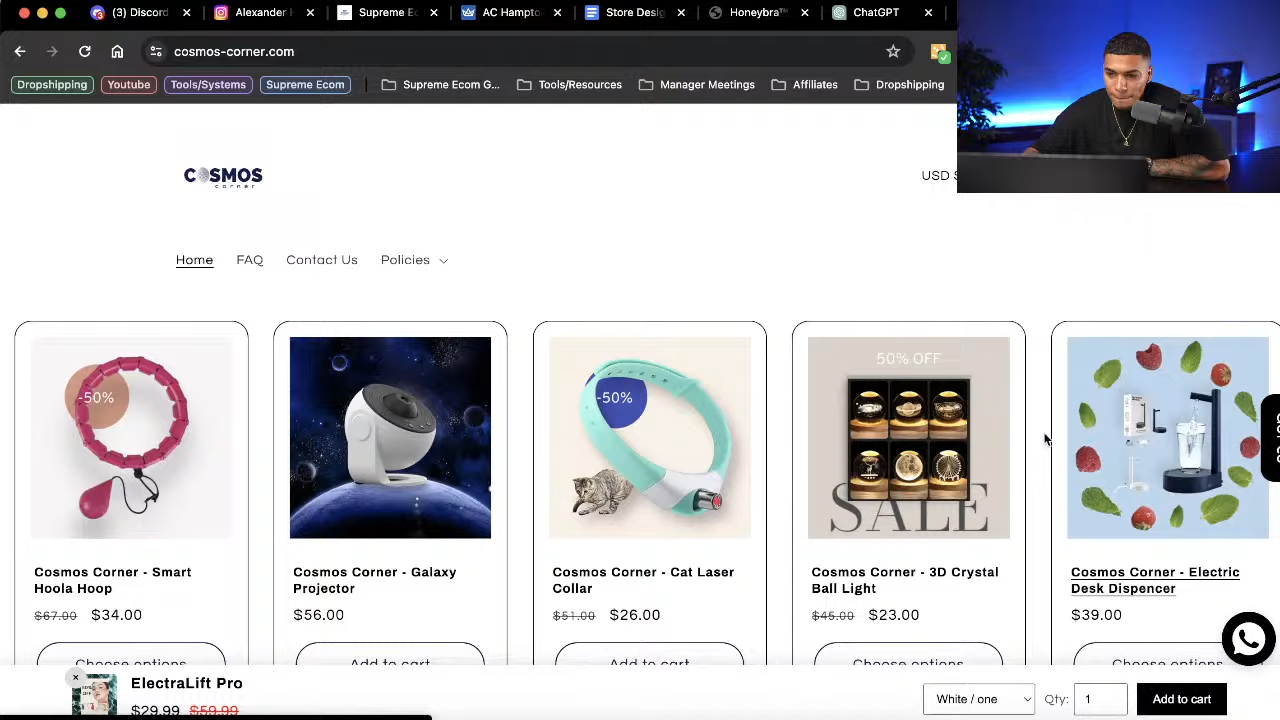 (3) Discord
Alexander H
Supreme Ec
AC Hampto
Store Desig
Honeybra™
ChatGPT
cosmos-corner.com
Dropshipping
Youtube
Tools/Systems
Supreme Ecom
Supreme Ecom G...
Tools/Resources
Manager Meetings
Affiliates
Dropshipping
COSMOS
corner
USD $
Home
FAQ
Contact Us
Policies
-50%
-50%
50% OFF
SALE
Cosmos Corner - Smart
Hoola Hoop
$67.00 $34.00
Choose options
Cosmos Corner - Galaxy
Projector
$56.00
Add to cart
Cosmos Corner - Cat Laser
Collar
$51.00 $26.00
Add to cart
Cosmos Corner - 3D Crystal
Ball Light
$45.00 $23.00
Choose options
Cosmos Corner - Electric
Desk Dispencer
$39.00
Choose options
ElectraLift Pro
$29.99 $59.99
White / one
Qty:
1
Add to cart